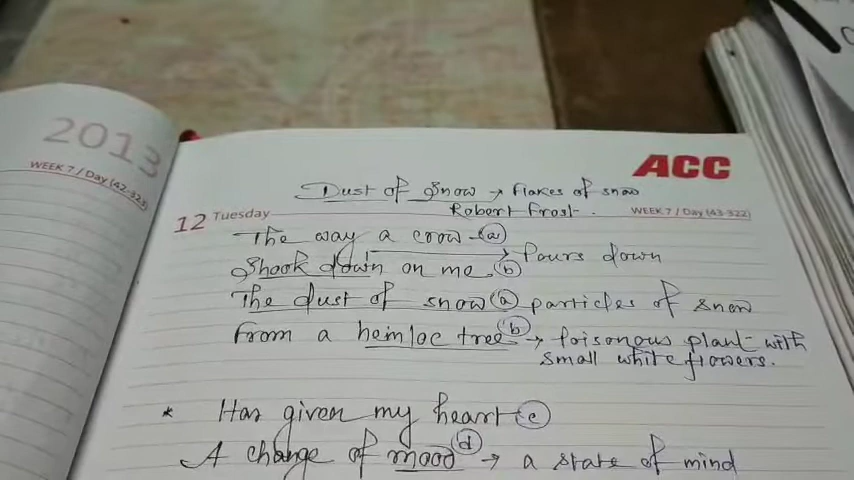 2013
WEEK 7 / Day (42-323)
ACC
Dust of Snow → flakes of snow
12 Tuesday
Robert Frost.
WEEK 7 / Day (43-322)
The way a crow (a)
Shook down on me (b) → Pours down
The dust of snow (a) particles of snow
From a hemloc tree (b) → poisonous plant with
small white flowers.
* Has given my heart (c)
A change of mood (d) → a state of mind